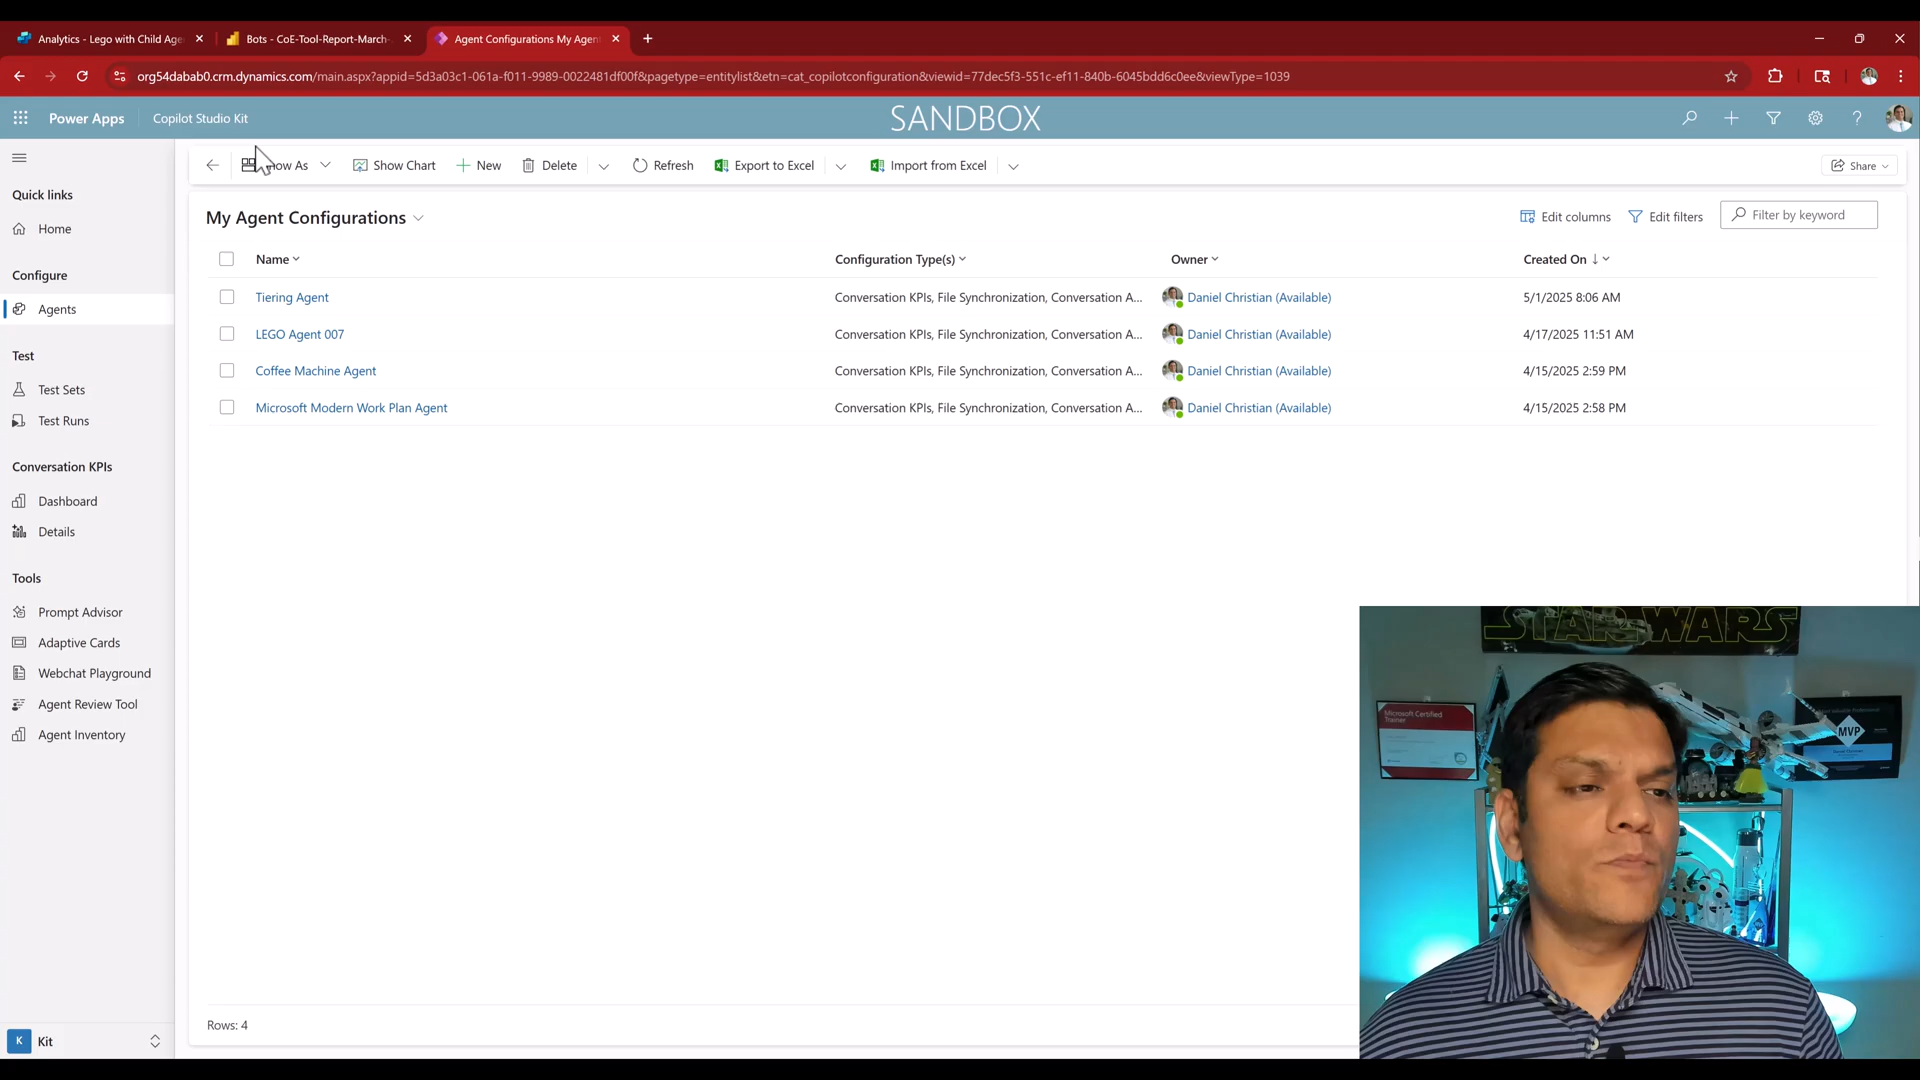 Analytics - Lego with Child Age
Bots - CoE-Tool-Report-March-
Agent Configurations My Agen
org54dabab0.crm.dynamics.com/main.aspx?appid=5d3a03c1-061a-f011-9989-0022481df00f&pagetype=entitylist&etn=cat_copilotconfiguration&viewid=77dec5f3-551c-ef11-840b-6045bdd6c0ee&viewType=1039
Power Apps
Copilot Studio Kit
SANDBOX
ow As
Show Chart
New
Delete
Refresh
Export to Excel
Import from Excel
Share
Quick links
Home
Configure
Agents
Test
Test Sets
Test Runs
Conversation KPIs
Dashboard
Details
Tools
Prompt Advisor
Adaptive Cards
Webchat Playground
Agent Review Tool
Agent Inventory
K Kit
My Agent Configurations
Edit columns
Edit filters
Filter by keyword
Name Configuration Type(s) Owner Created On
Tiering Agent Conversation KPIs, File Synchronization, Conversation A... Daniel Christian (Available) 5/1/2025 8:06 AM
LEGO Agent 007 Conversation KPIs, File Synchronization, Conversation A... Daniel Christian (Available) 4/17/2025 11:51 AM
Coffee Machine Agent Conversation KPIs, File Synchronization, Conversation A... Daniel Christian (Available) 4/15/2025 2:59 PM
Microsoft Modern Work Plan Agent Conversation KPIs, File Synchronization, Conversation A... Daniel Christian (Available) 4/15/2025 2:58 PM
Rows: 4
STAR WARS
Microsoft Certified
Trainer
MVP